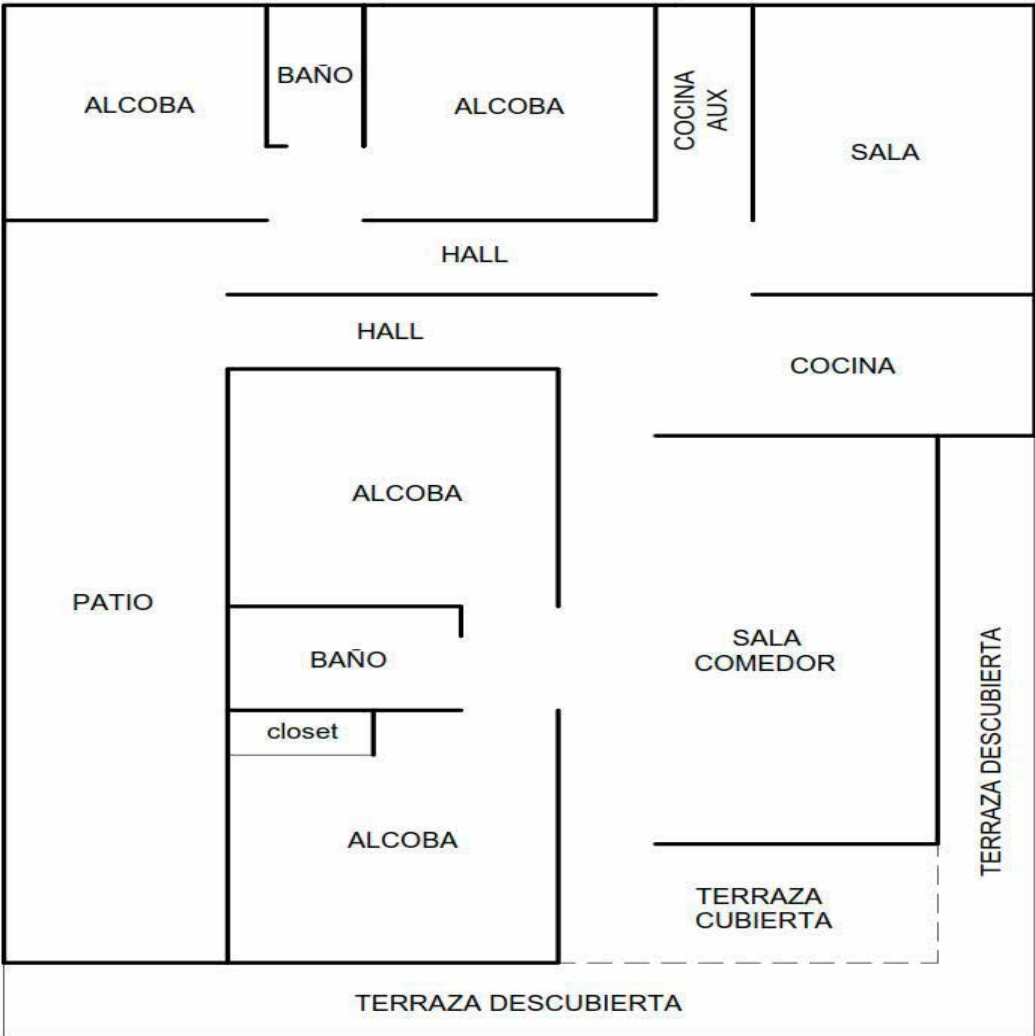 ALCOBA
BAÑO
ALCOBA
COCINA
AUX
SALA
HALL
HALL
COCINA
ALCOBA
PATIO
BAÑO
SALA
COMEDOR
closet
ALCOBA
TERRAZA
CUBIERTA
TERRAZA DESCUBIERTA
TERRAZA DESCUBIERTA